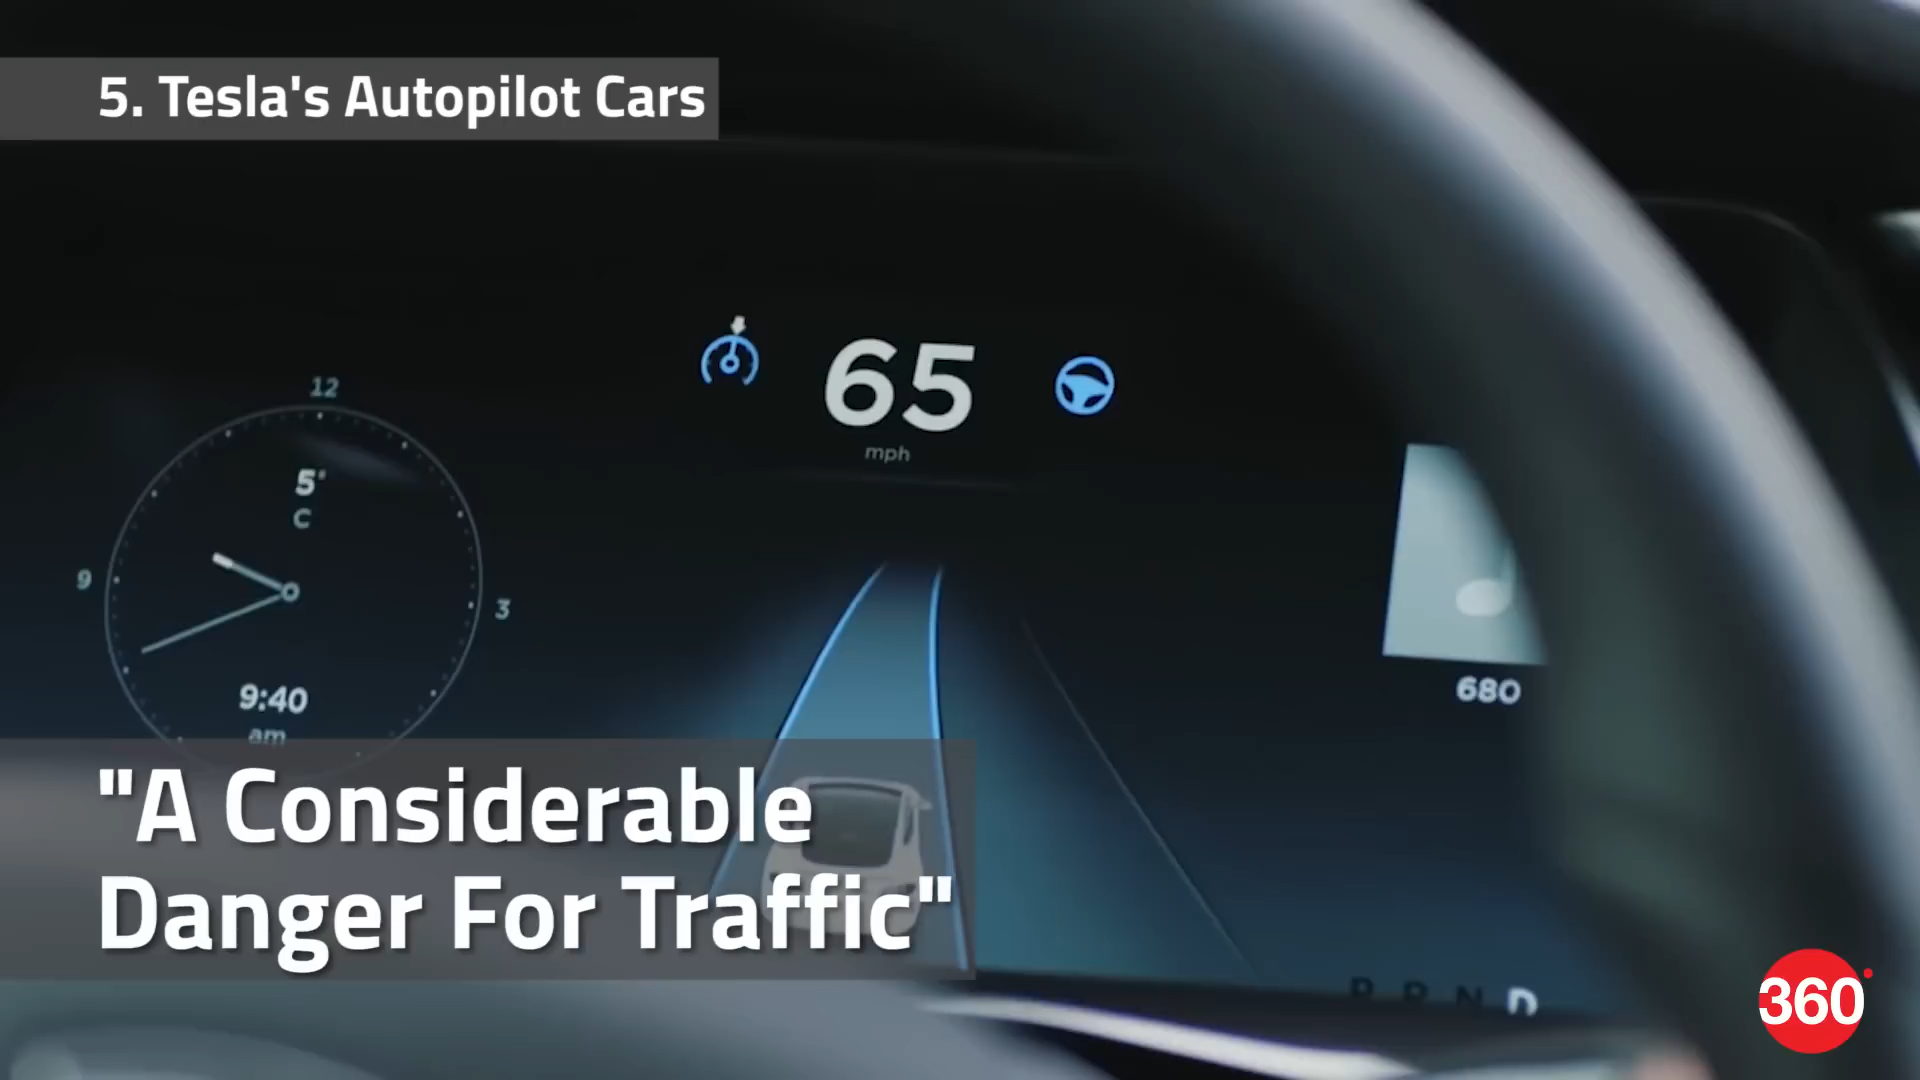 5. Tesla's Autopilot Cars
65
mph
12
5°
C
9
3
9:40
am
680
"A Considerable
Danger For Traffic"
P R N D
360